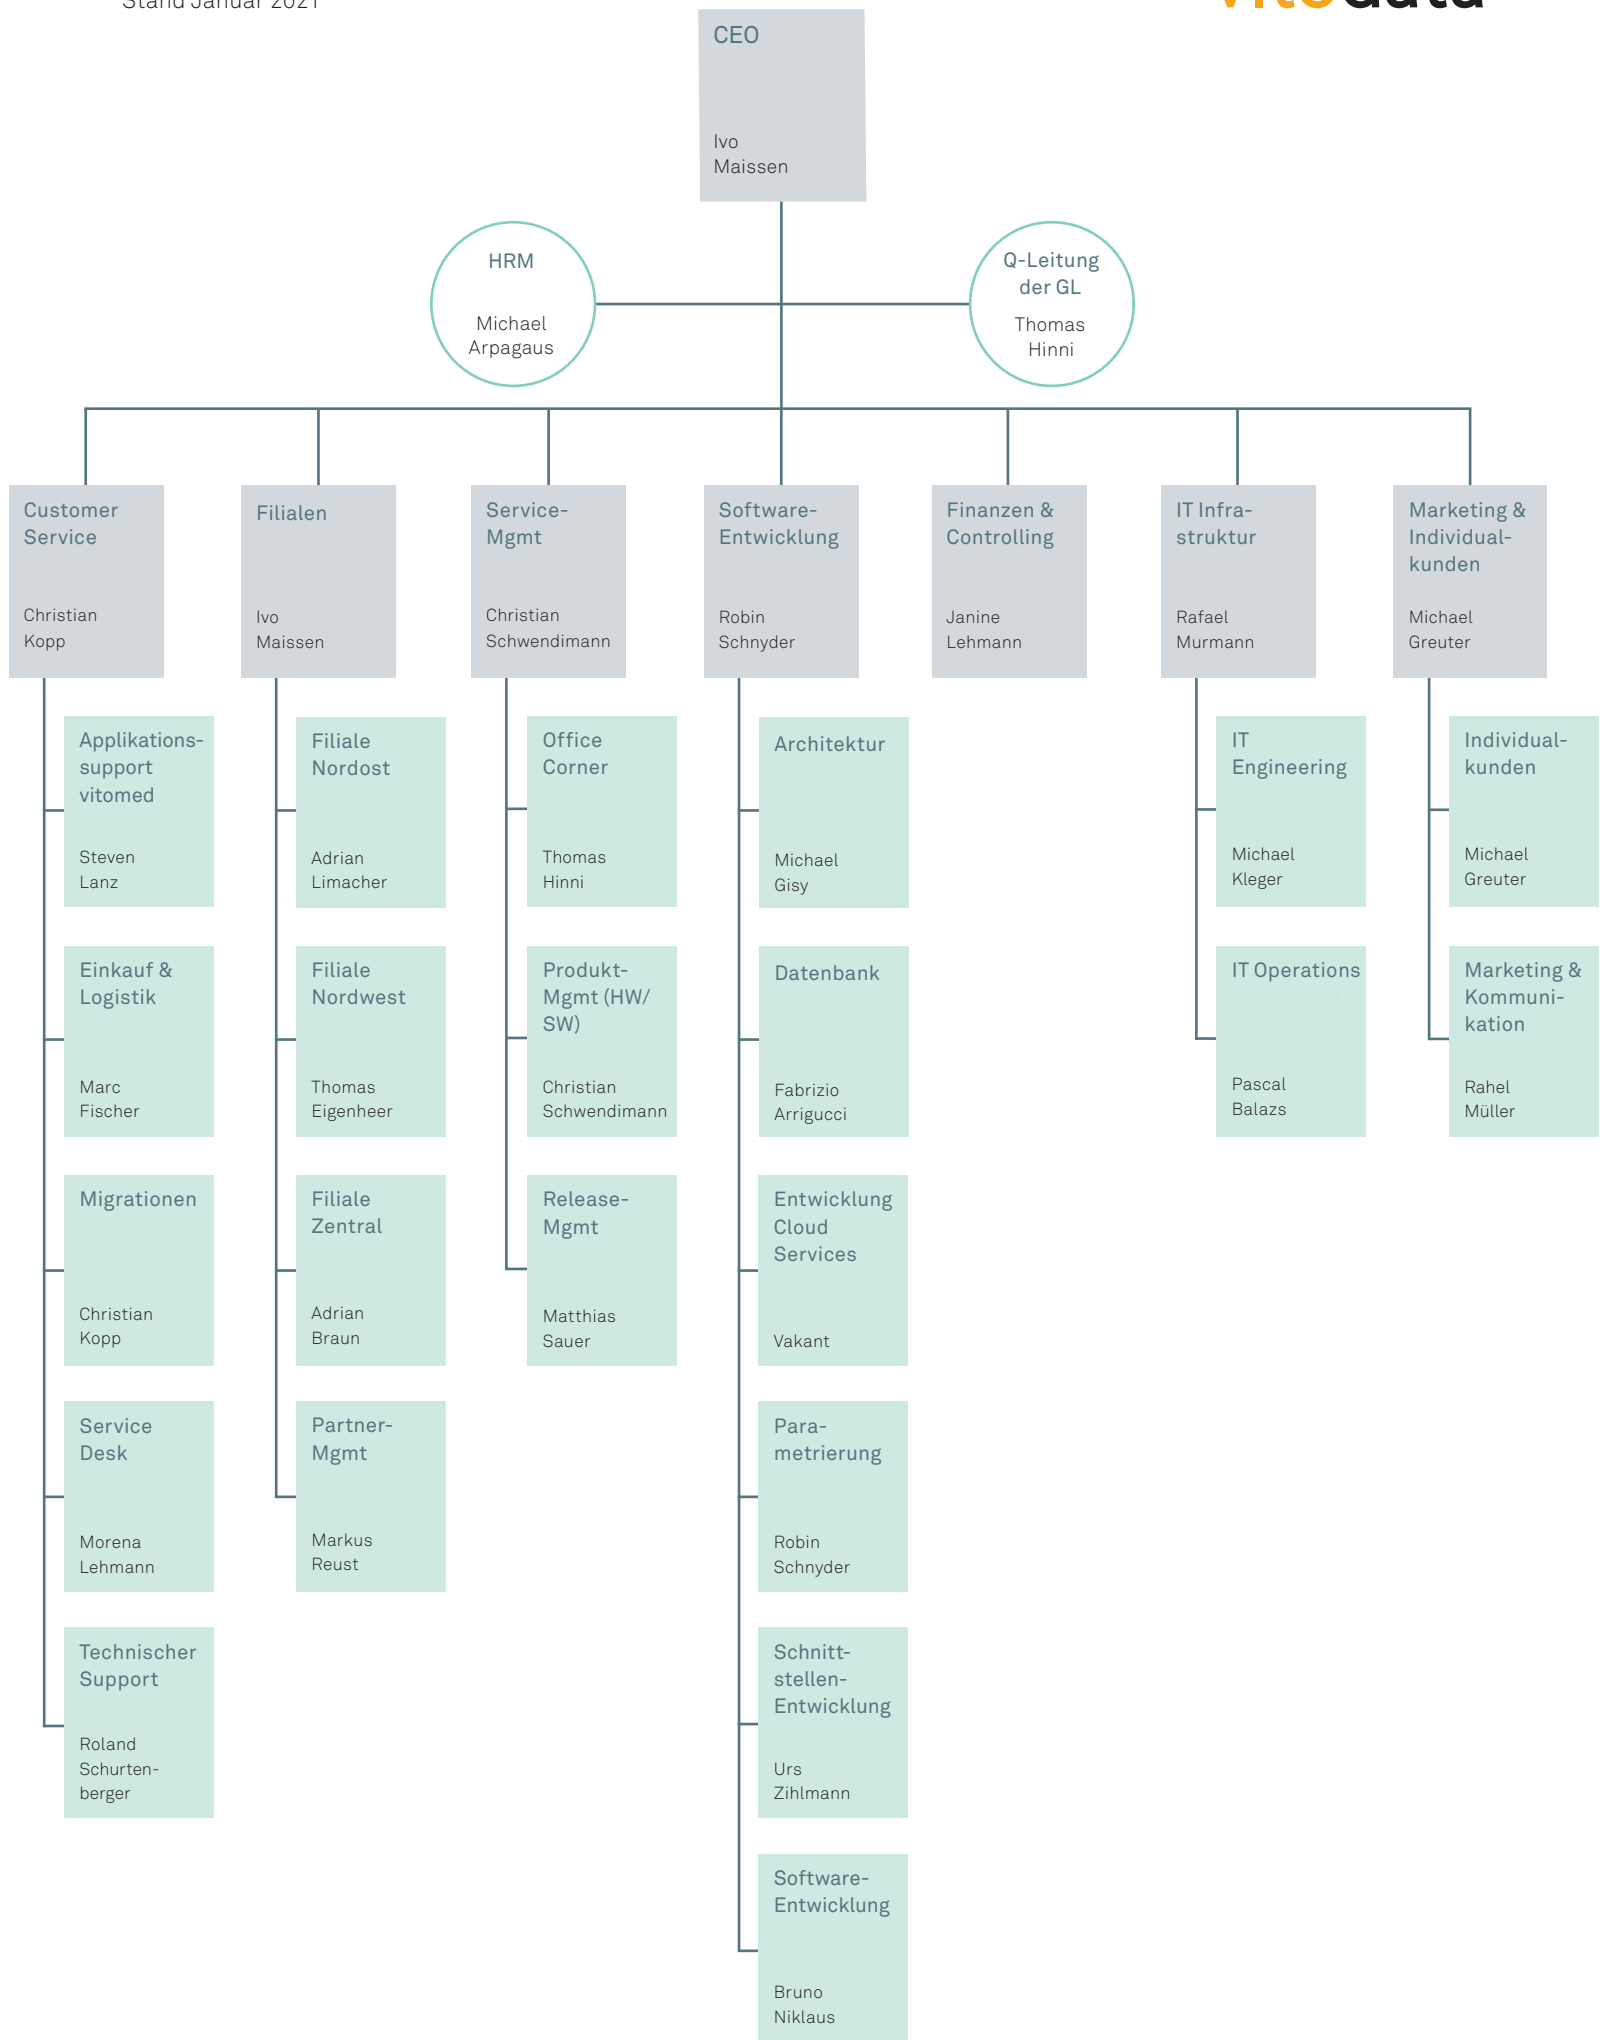 Stand Januar 2021
vitodata
CEO
Ivo
Maissen
HRM
Michael
Arpagaus
Q-Leitung
der GL
Thomas
Hinni
Customer
Service
Christian
Kopp
Filialen
Ivo
Maissen
Service-
Mgmt
Christian
Schwendimann
Software-
Entwicklung
Robin
Schnyder
Finanzen &
Controlling
Janine
Lehmann
IT Infra-
struktur
Rafael
Murmann
Marketing &
Individual-
kunden
Michael
Greuter
Applikations-
support
vitomed
Steven
Lanz
Einkauf &
Logistik
Marc
Fischer
Migrationen
Christian
Kopp
Service
Desk
Morena
Lehmann
Technischer
Support
Roland
Schurten-
berger
Filiale
Nordost
Adrian
Limacher
Filiale
Nordwest
Thomas
Eigenheer
Filiale
Zentral
Adrian
Braun
Partner-
Mgmt
Markus
Reust
Office
Corner
Thomas
Hinni
Produkt-
Mgmt (HW/
SW)
Christian
Schwendimann
Release-
Mgmt
Matthias
Sauer
Architektur
Michael
Gisy
Datenbank
Fabrizio
Arrigucci
Entwicklung
Cloud
Services
Vakant
Para-
metrierung
Robin
Schnyder
Schnitt-
stellen-
Entwicklung
Urs
Zihlmann
Software-
Entwicklung
Bruno
Niklaus
IT
Engineering
Michael
Kleger
IT Operations
Pascal
Balazs
Individual-
kunden
Michael
Greuter
Marketing &
Kommuni-
kation
Rahel
Müller